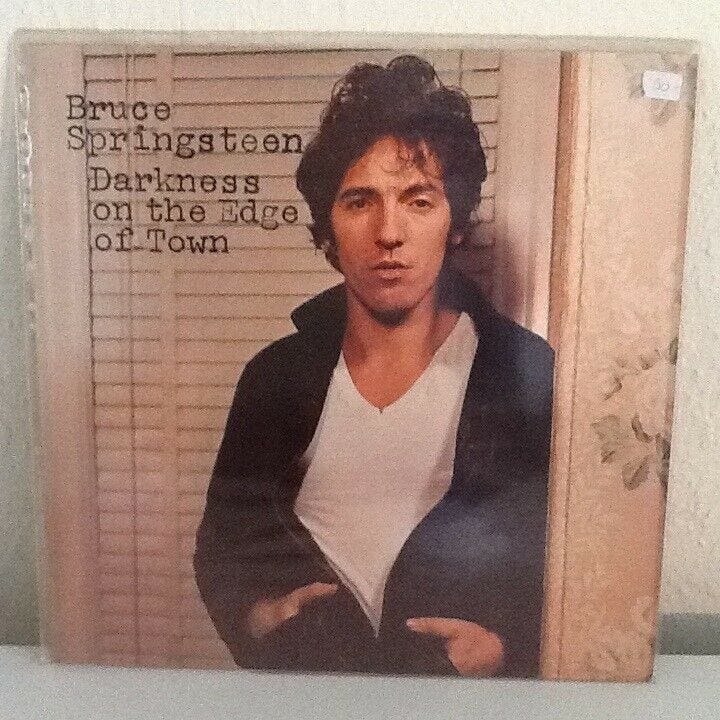 Bruce
Springsteen
Darkness
on the Edge
of Town